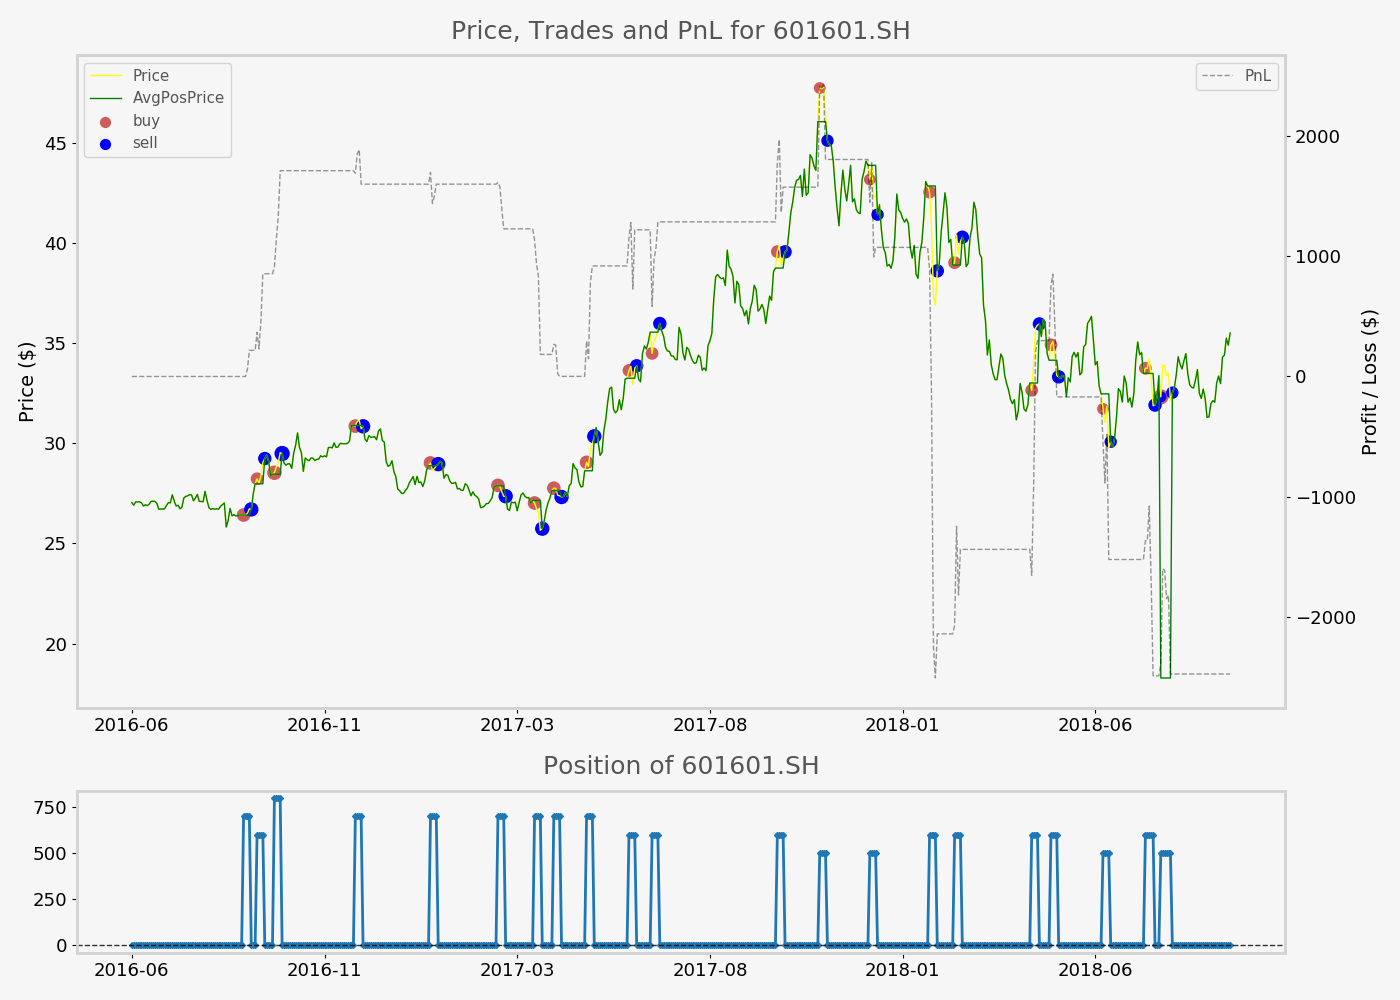 Price, Trades and PnL for 601601.SH
Price
AvgPosPrice
buy
sell
PnL
Price ($)
45
40
35
30
25
20
2000
1000
0
−1000
−2000
Profit / Loss ($)
2016-06 2016-11 2017-03 2017-08 2018-01 2018-06
Position of 601601.SH
750
500
250
0
2016-06 2016-11 2017-03 2017-08 2018-01 2018-06